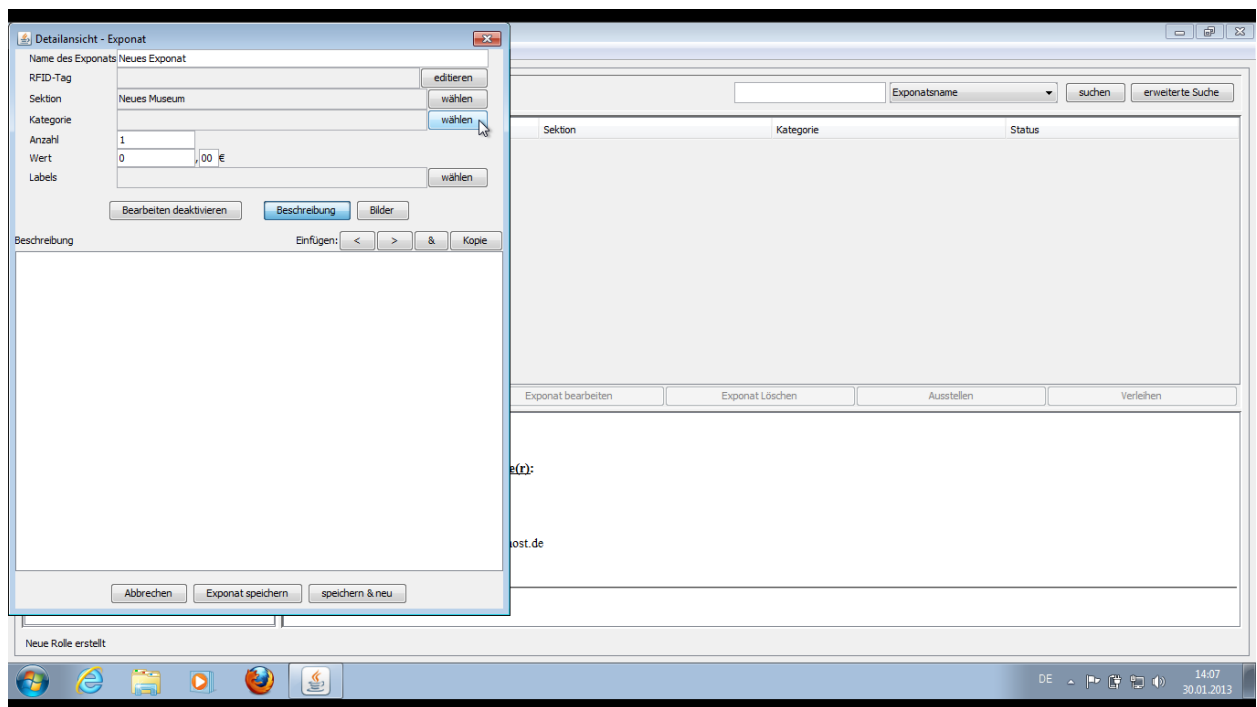 Detailansicht - Exponat
Name des Exponats Neues Exponat
RFID-Tag editieren
Sektion Neues Museum wählen
Kategorie wählen
Anzahl 1
Wert 0 ,00 €
Labels wählen
Bearbeiten deaktivieren Beschreibung Bilder
Beschreibung Einfügen: < > & Kopie
Abbrechen Exponat speichern speichern & neu
Exponatsname suchen erweiterte Suche
Sektion Kategorie Status
Exponat bearbeiten Exponat Löschen Ausstellen Verleihen
e(r):
ost.de
Neue Rolle erstellt
DE 14:07
30.01.2013